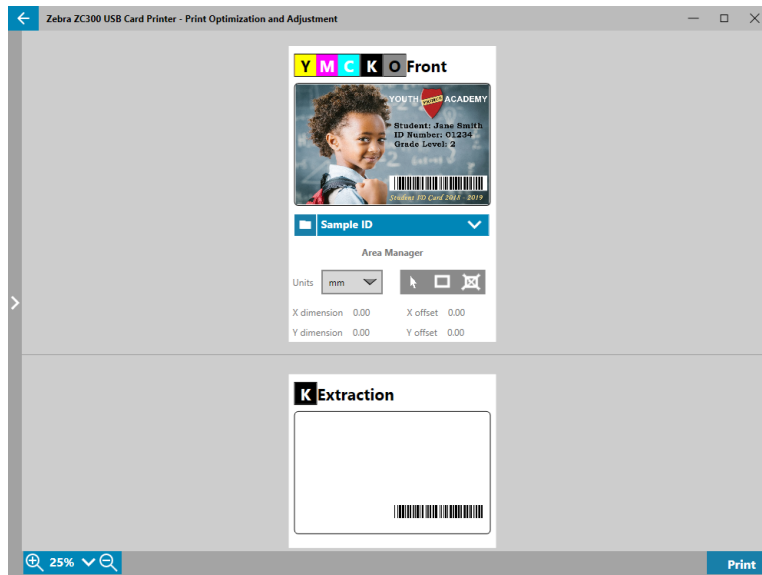 Zebra ZC300 USB Card Printer - Print Optimization and Adjustment
Y M C K O Front
YOUTH ACADEMY
Student: Jane Smith
ID Number: 01234
Grade Level: 2
Student ID Card 2018 - 2019
Sample ID
Area Manager
Units mm
X dimension 0.00 X offset 0.00
Y dimension 0.00 Y offset 0.00
K Extraction
25%
Print